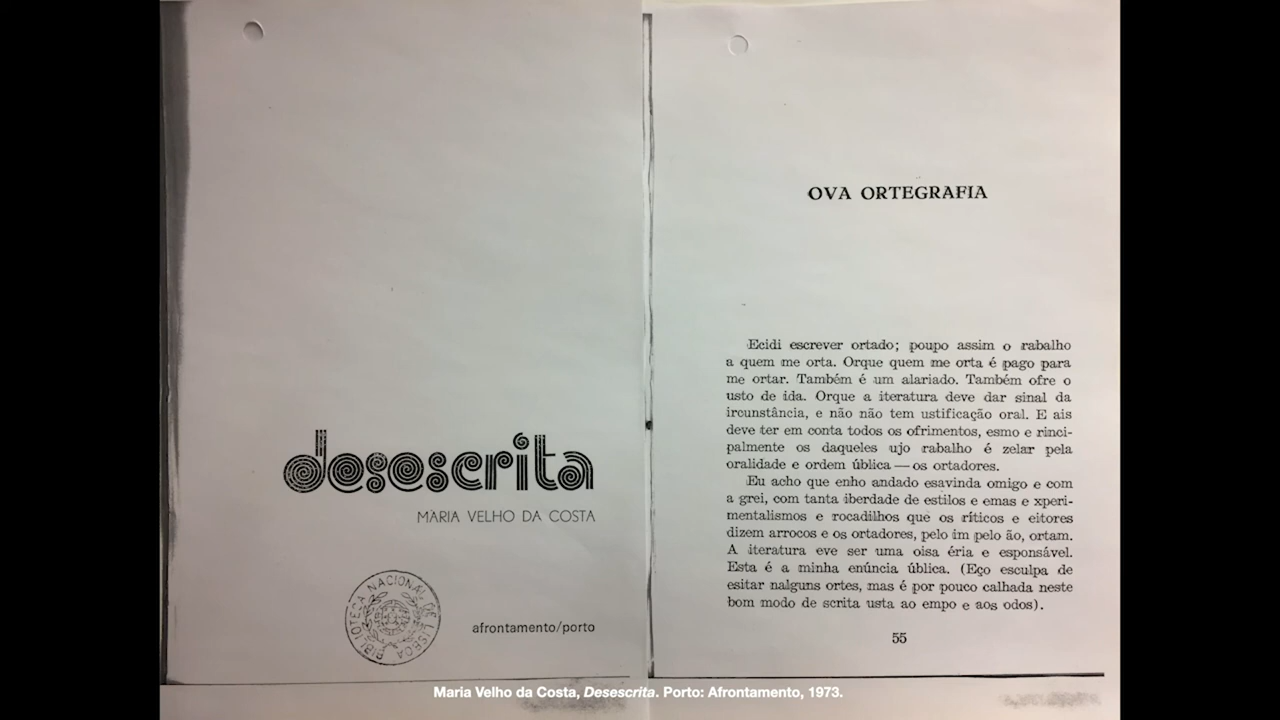 desescrita
MARIA VELHO DA COSTA
BIBLIOTECA NACIONAL DE LISBOA
afrontamento/porto
OVA ORTEGRAFIA
Ecidi escrever ortado; poupo assim o rabalho
a quem me orta. Orque quem me orta é pago para
me ortar. Também é um alariado. Também ofre o
usto de ida. Orque a iteratura deve dar sinal da
ircunstância, e não não tem ustificação oral. E ais
deve ter em conta todos os ofrimentos, esmo e rinci-
palmente os daqueles ujo rabalho é zelar pela
oralidade e ordem ública — os ortadores.
Eu acho que enho andado esavinda omigo e com
a grei, com tanta iberdade de estilos e emas e xperi-
mentalismos e rocadilhos que os ríticos e eitores
dizem arrocos e os ortadores, pelo im pelo ão, ortam.
A iteratura eve ser uma oisa éria e esponsável.
Esta é a minha enúncia ública. (Eço esculpa de
esitar nalguns ortes, mas é por pouco calhada neste
bom modo de scrita usta ao empo e aos odos).
55
Maria Velho da Costa, Desescrita. Porto: Afrontamento, 1973.